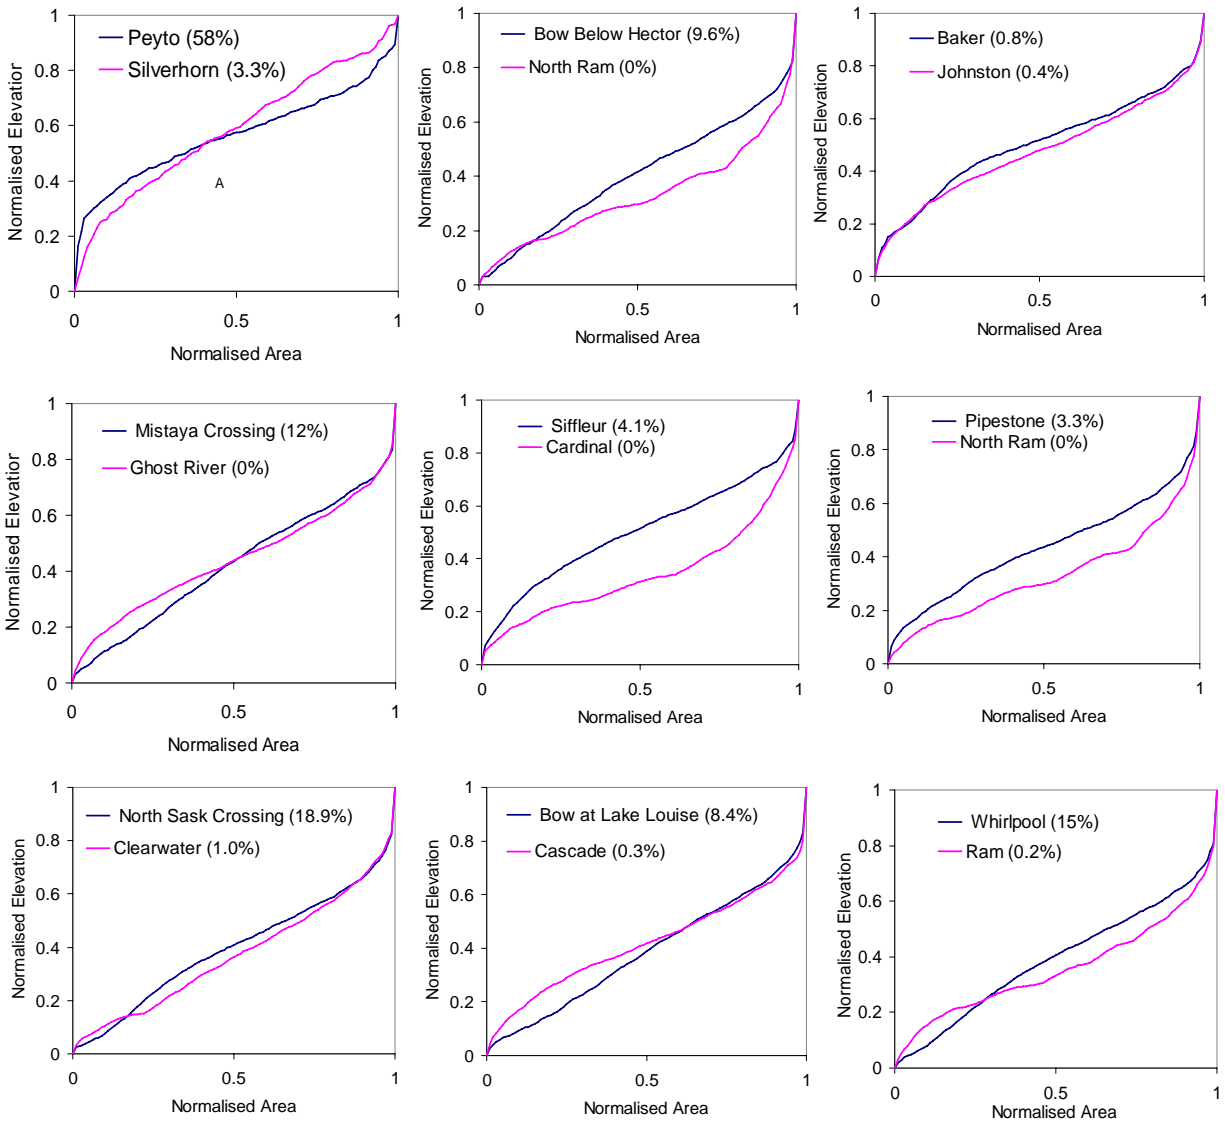 Normalised Elevatior
1
0.8
0.6
0.4
0.2
0
Peyto (58%)
Silverhorn (3.3%)
A
0
0.5
1
Normalised Area
Normalised Elevation
1
0.8
0.6
0.4
0.2
0
Bow Below Hector (9.6%)
North Ram (0%)
0
0.5
1
Normalised Area
Normalised Elevation
1
0.8
0.6
0.4
0.2
0
Baker (0.8%)
Johnston (0.4%)
0
0.5
1
Normalised Area
Normalised Elevatior
1
0.8
0.6
0.4
0.2
0
Mistaya Crossing (12%)
Ghost River (0%)
0
0.5
1
Normalised Area
Normalised Elevation
1
0.8
0.6
0.4
0.2
0
Siffleur (4.1%)
Cardinal (0%)
0
0.5
1
Normalised Area
Normalised Elevation
1
0.8
0.6
0.4
0.2
0
Pipestone (3.3%)
North Ram (0%)
0
0.5
1
Normalised Area
Normalised Elevation
1
0.8
0.6
0.4
0.2
0
North Sask Crossing (18.9%)
Clearwater (1.0%)
0
0.5
1
Normalised Area
Normalised Elevation
1
0.8
0.6
0.4
0.2
0
Bow at Lake Louise (8.4%)
Cascade (0.3%)
0
0.5
1
Normalised Area
Normalised Elevation
1
0.8
0.6
0.4
0.2
0
Whirlpool (15%)
Ram (0.2%)
0
0.5
1
Normalised Area